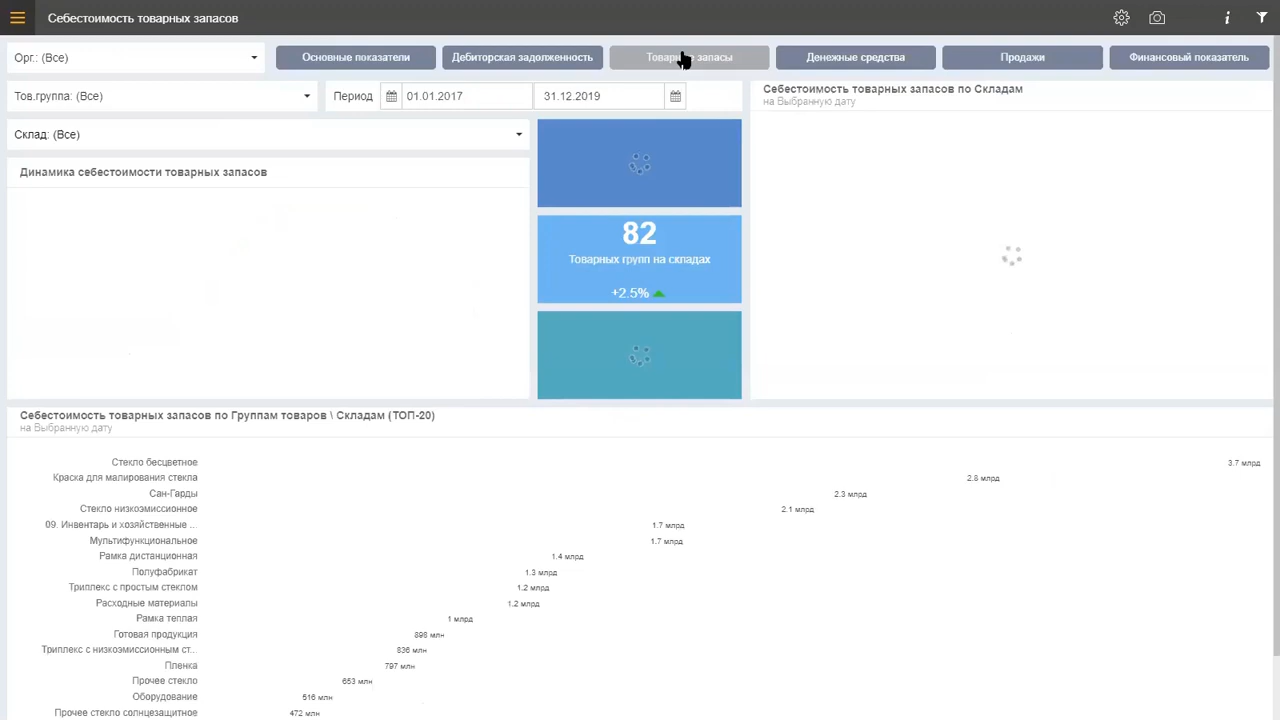 Себестоимость товарных запасов
i
Орг.: (Все)
Основные показатели
Дебиторская задолженность
Товарные запасы
Денежные средства
Продажи
Финансовый показатель
Тов.группа: (Все)
Период
01.01.2017
31.12.2019
Себестоимость товарных запасов по Складам
на Выбранную дату
Склад: (Все)
Динамика себестоимости товарных запасов
82
Товарных групп на складах
+2.5%
Себестоимость товарных запасов по Группам товаров \ Складам (ТОП-20)
на Выбранную дату
Стекло бесцветное 3.7 млрд
Краска для малирования стекла 2.8 млрд
Сан-Гарды 2.3 млрд
Стекло низкоэмиссионное 2.1 млрд
09. Инвентарь и хозяйственные ... 1.7 млрд
Мультифункциональное 1.7 млрд
Рамка дистанционная 1.4 млрд
Полуфабрикат 1.3 млрд
Триплекс с простым стеклом 1.2 млрд
Расходные материалы 1.2 млрд
Рамка теплая 1 млрд
Готовая продукция 898 млн
Триплекс с низкоэмиссионным ст... 836 млн
Пленка 797 млн
Прочее стекло 653 млн
Оборудование 516 млн
Прочее стекло солнцезащитное 472 млн